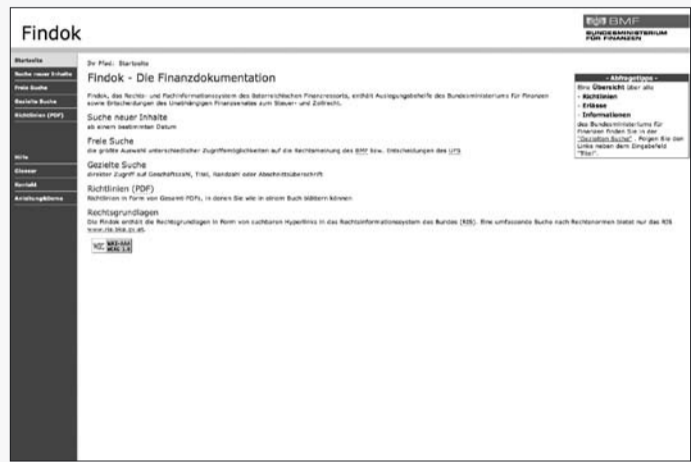 Findok
BMF
BUNDESMINISTERIUM
FÜR FINANZEN
Startseite
Suche neuer Inhalte
Freie Suche
Gezielte Suche
Richtlinien (PDF)
Hilfe
Glossar
Kontakt
Ihr Pfad: Startseite
Findok - Die Finanzdokumentation
Findok, das Rechts- und Fachinformationssystem des österreichischen Finanzressorts, enthält Auslegungsbehelfe des Bundesministeriums für Finanzen
sowie Entscheidungen des Unabhängigen Finanzsenates zum Steuer- und Zollrecht.
Suche neuer Inhalte
ab einem bestimmten Datum
Freie Suche
die größte Auswahl unterschiedlicher Zugriffsmöglichkeiten auf die Rechtsmeinung des BMF bzw. Entscheidungen des UFS
Gezielte Suche
direkter Zugriff auf Geschäftszahl, Titel, Randzahl oder Abschnittsüberschrift
Richtlinien (PDF)
Richtlinien in Form von Gesamt-PDFs, in denen Sie wie in einem Buch blättern können
Rechtsgrundlagen
Die Findok enthält die Rechtsgrundlagen in Form von suchbaren Hyperlinks in das Rechtsinformationssystem des Bundes (RIS). Eine umfassende Suche nach Rechtsnormen bietet nur das RIS
www.ris.bka.gv.at.
W3C WAI-AAA
WCAG 1.0
- Abfragetipps -
Eine Übersicht über alle
- Richtlinien
- Erlässe
- Informationen
des Bundesministeriums für
Finanzen finden Sie in der
"Gezielten Suche". Folgen Sie den
Links neben dem Eingabefeld
"Titel".